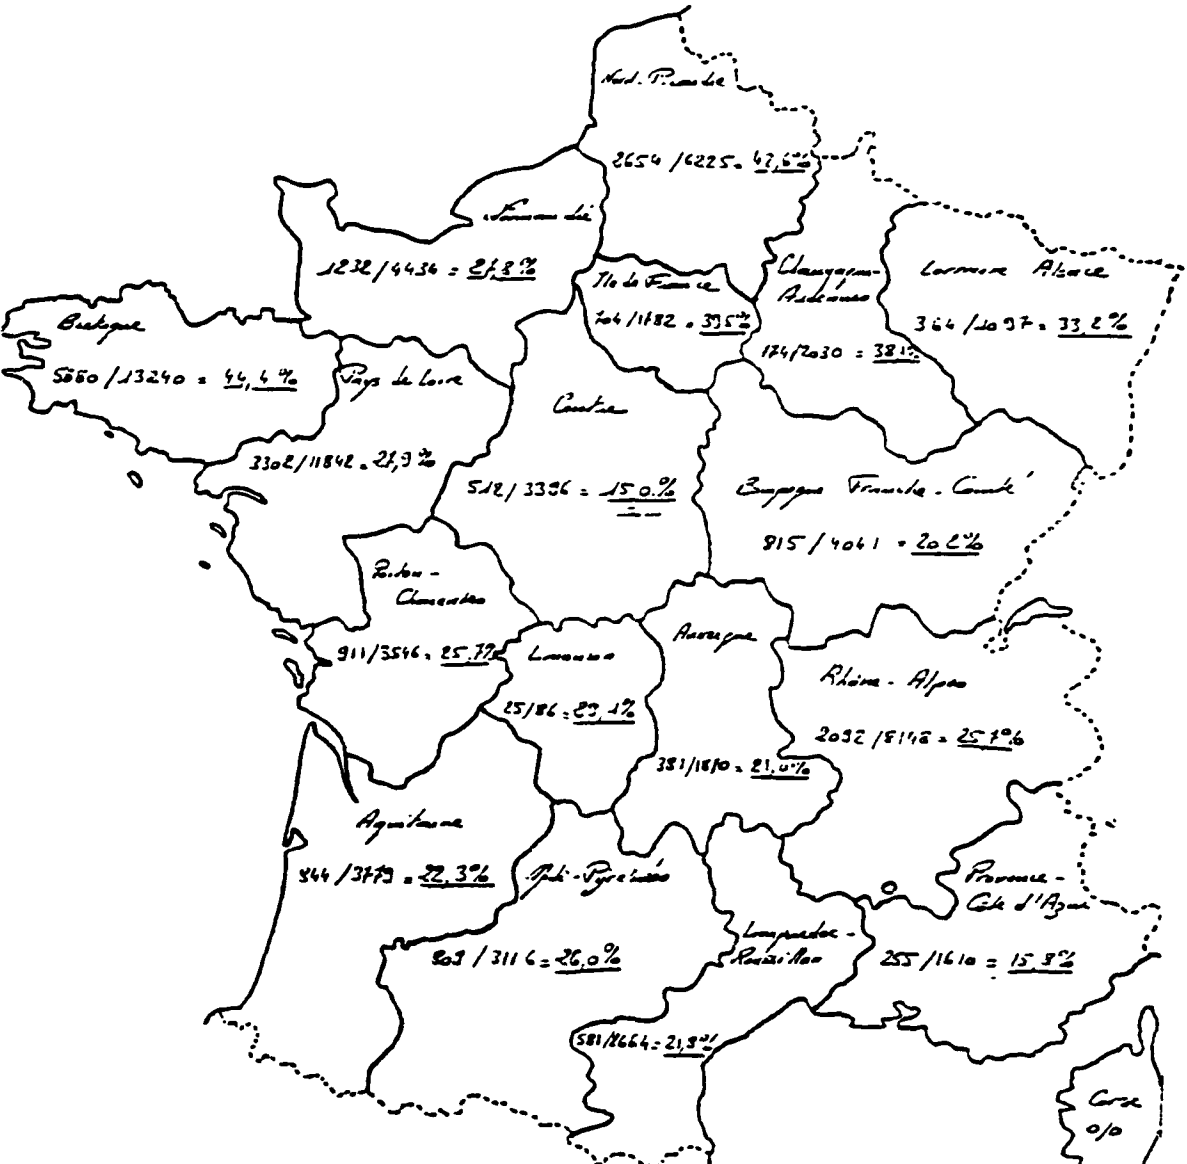 Nord-Picardie
2654/6225= 42,6%
Normandie
1232/4434 = 27,8%
Ile de France
704/1782 = 39,5%
Champagne-
Ardennes
774/2030 = 38,1%
Lorraine Alsace
364/1097= 33,2%
Bretagne
5880/13240 = 44,4%
Pays de Loire
3302/11842= 27,9%
Centre
512/3396 = 15,0%
Bourgogne Franche-Comté
815/4041 = 20,2%
Poitou-
Charentes
911/3546= 25,7%
Limousin
25/86 = 29,1%
Auvergne
381/1810= 21,0%
Rhône-Alpes
2092/8148= 25,7%
Aquitaine
844/3779 = 22,3%
Midi-Pyrénées
809/3116= 26,0%
Languedoc-
Roussillon
581/2664= 21,8%
Provence-
Côte d'Azur
255/1610 = 15,8%
Corse
0/0